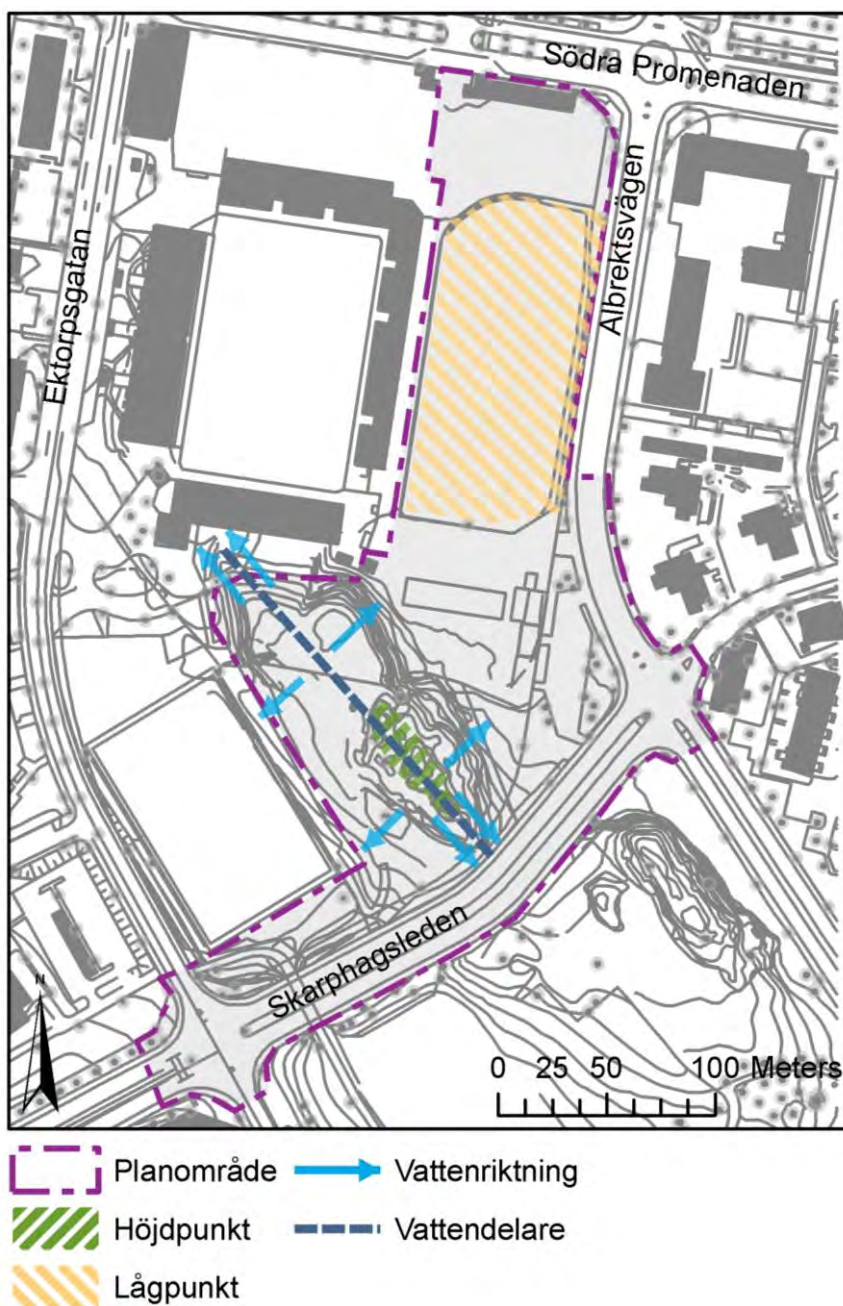 Södra Promenaden
Albrektsvägen
Ektorpsgatan
Skarphagsleden
N
0 25 50 100 Meters
Planområde
Vattenriktning
Höjdpunkt
Vattendelare
Lågpunkt